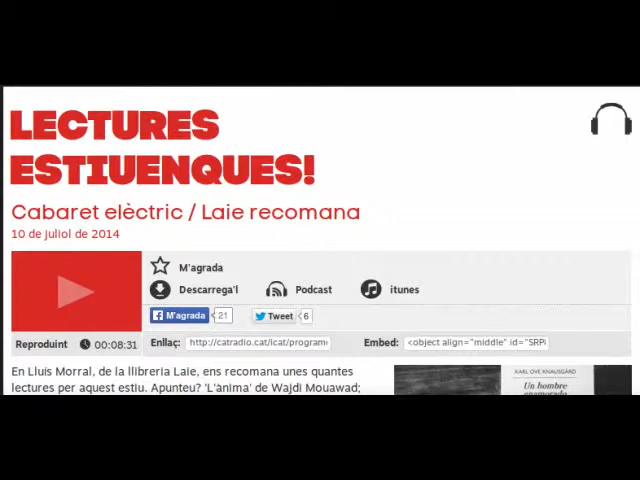 LECTURES
ESTIUENQUES!
Cabaret elèctric / Laie recomana
10 de juliol de 2014
M'agrada
Descarrega'l Podcast itunes
M'agrada 21 Tweet 6
Reproduint 00:08:31 Enllaç: http://catradio.cat/icat/program Embed: <object align="middle" id="SRPl
En Lluís Morral, de la llibreria Laie, ens recomana unes quantes
lectures per aquest estiu. Apunteu? 'L'ànima' de Wajdi Mouawad;
KARL OVE KNAUSGÅRD
Un hombre
enamorado